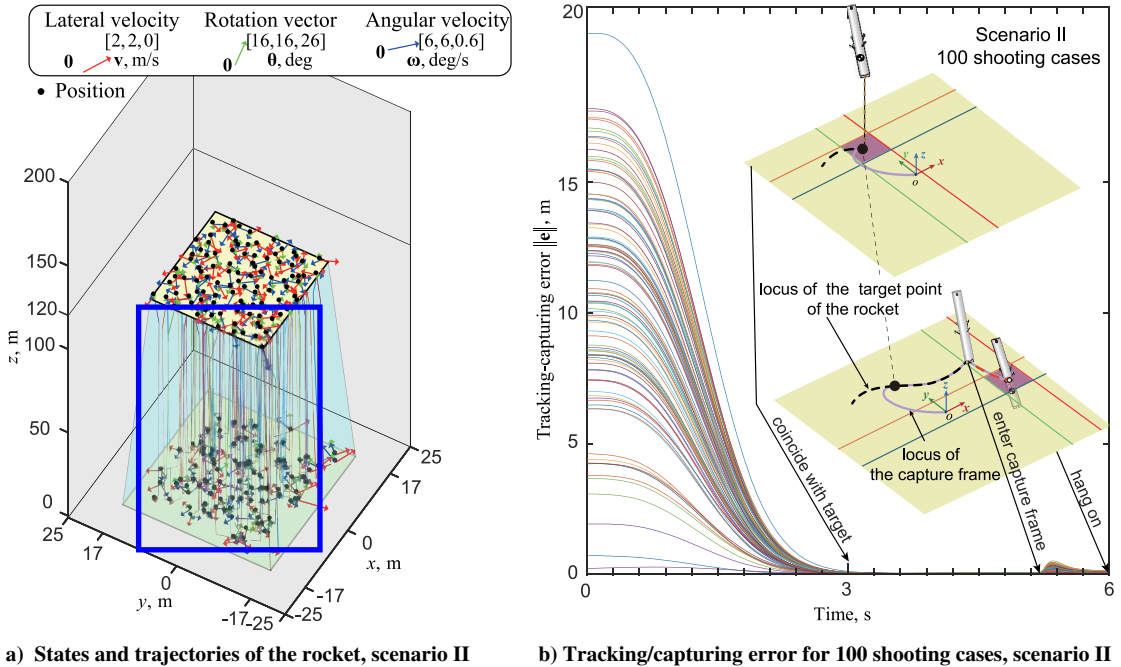 Lateral velocity Rotation vector Angular velocity
[2,2,0] [16,16,26] [6,6,0.6]
0 v, m/s 0 θ, deg 0 ω, deg/s
• Position
200
150
120
100
50
0
z, m
25
17
0
-17
-25
y, m
-25
0
17
25
x, m
a) States and trajectories of the rocket, scenario II
20
15
10
5
0
Tracking-capturing error ‖e‖, m
0 3 6
Time, s
Scenario II
100 shooting cases
y z x o
locus of the target point
of the rocket
y z x o
locus of
the capture frame
coincide with target
enter capture frame
hang on
b) Tracking/capturing error for 100 shooting cases, scenario II